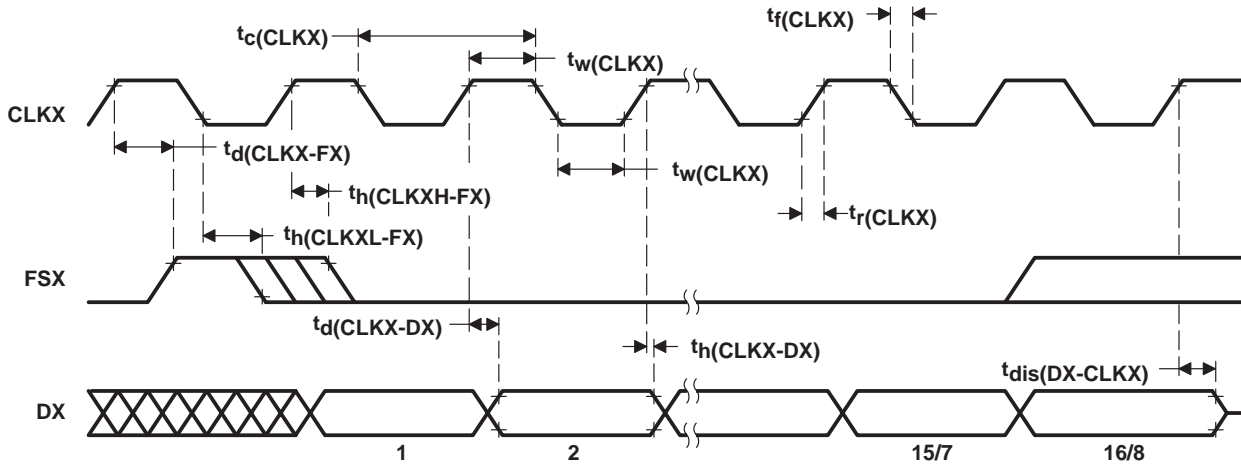 tf(CLKX)
tc(CLKX)
tw(CLKX)
CLKX
td(CLKX-FX)
tw(CLKX)
th(CLKXH-FX)
tr(CLKX)
th(CLKXL-FX)
FSX
td(CLKX-DX)
th(CLKX-DX)
tdis(DX-CLKX)
DX
1
2
15/7
16/8